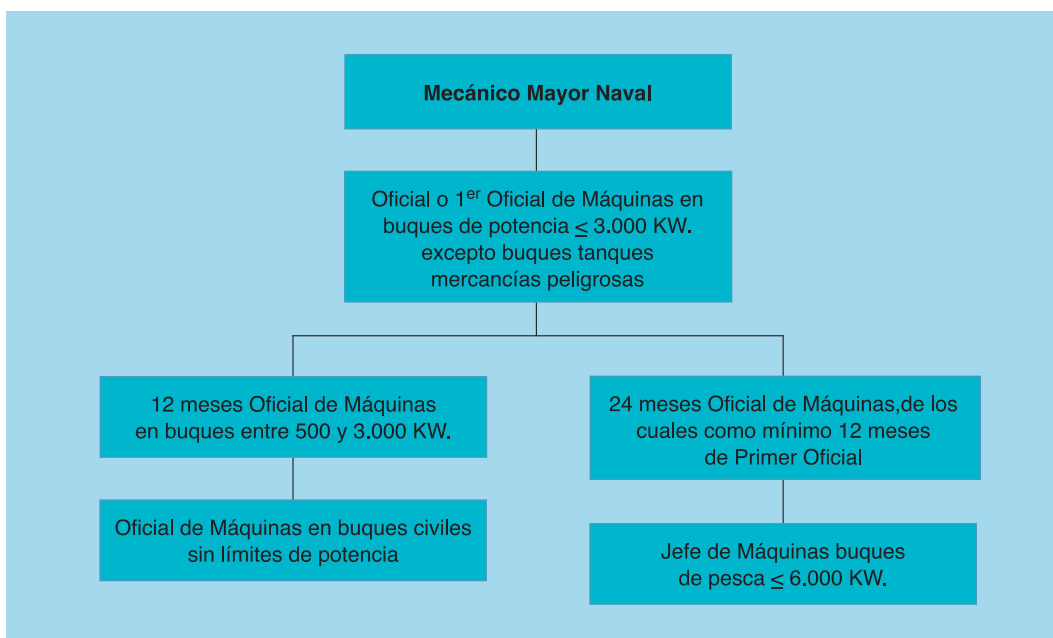 Mecánico Mayor Naval
Oficial o 1er Oficial de Máquinas en
buques de potencia ≤ 3.000 KW.
excepto buques tanques
mercancías peligrosas
12 meses Oficial de Máquinas
en buques entre 500 y 3.000 KW.
Oficial de Máquinas en buques civiles
sin límites de potencia
24 meses Oficial de Máquinas,de los
cuales como mínimo 12 meses
de Primer Oficial
Jefe de Máquinas buques
de pesca ≤ 6.000 KW.